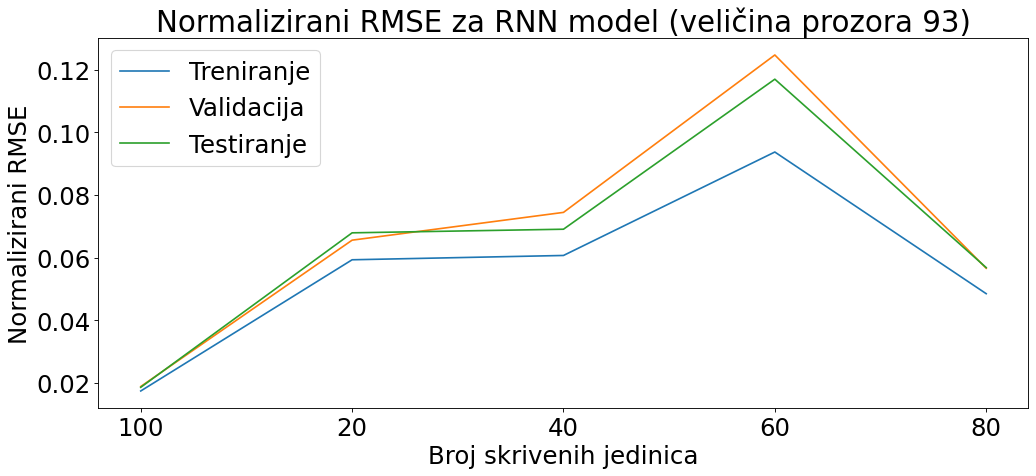 Normalizirani RMSE za RNN model (veličina prozora 93)
Treniranje
Validacija
Testiranje
Normalizirani RMSE
0.12
0.10
0.08
0.06
0.04
0.02
100 20 40 60 80
Broj skrivenih jedinica